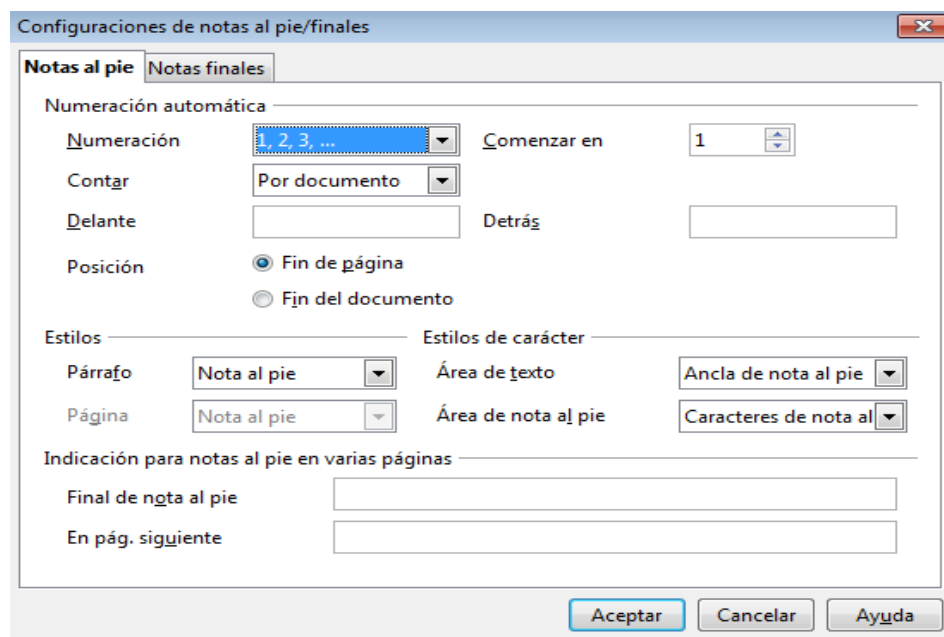 Configuraciones de notas al pie/finales
Notas al pie Notas finales
Numeración automática
Numeración 1, 2, 3, ... Comenzar en 1
Contar Por documento
Delante Detrás
Posición Fin de página
Fin del documento
Estilos Estilos de carácter
Párrafo Nota al pie Área de texto Ancla de nota al pie
Página Nota al pie Área de nota al pie Caracteres de nota al
Indicación para notas al pie en varias páginas
Final de nota al pie
En pág. siguiente
Aceptar Cancelar Ayuda